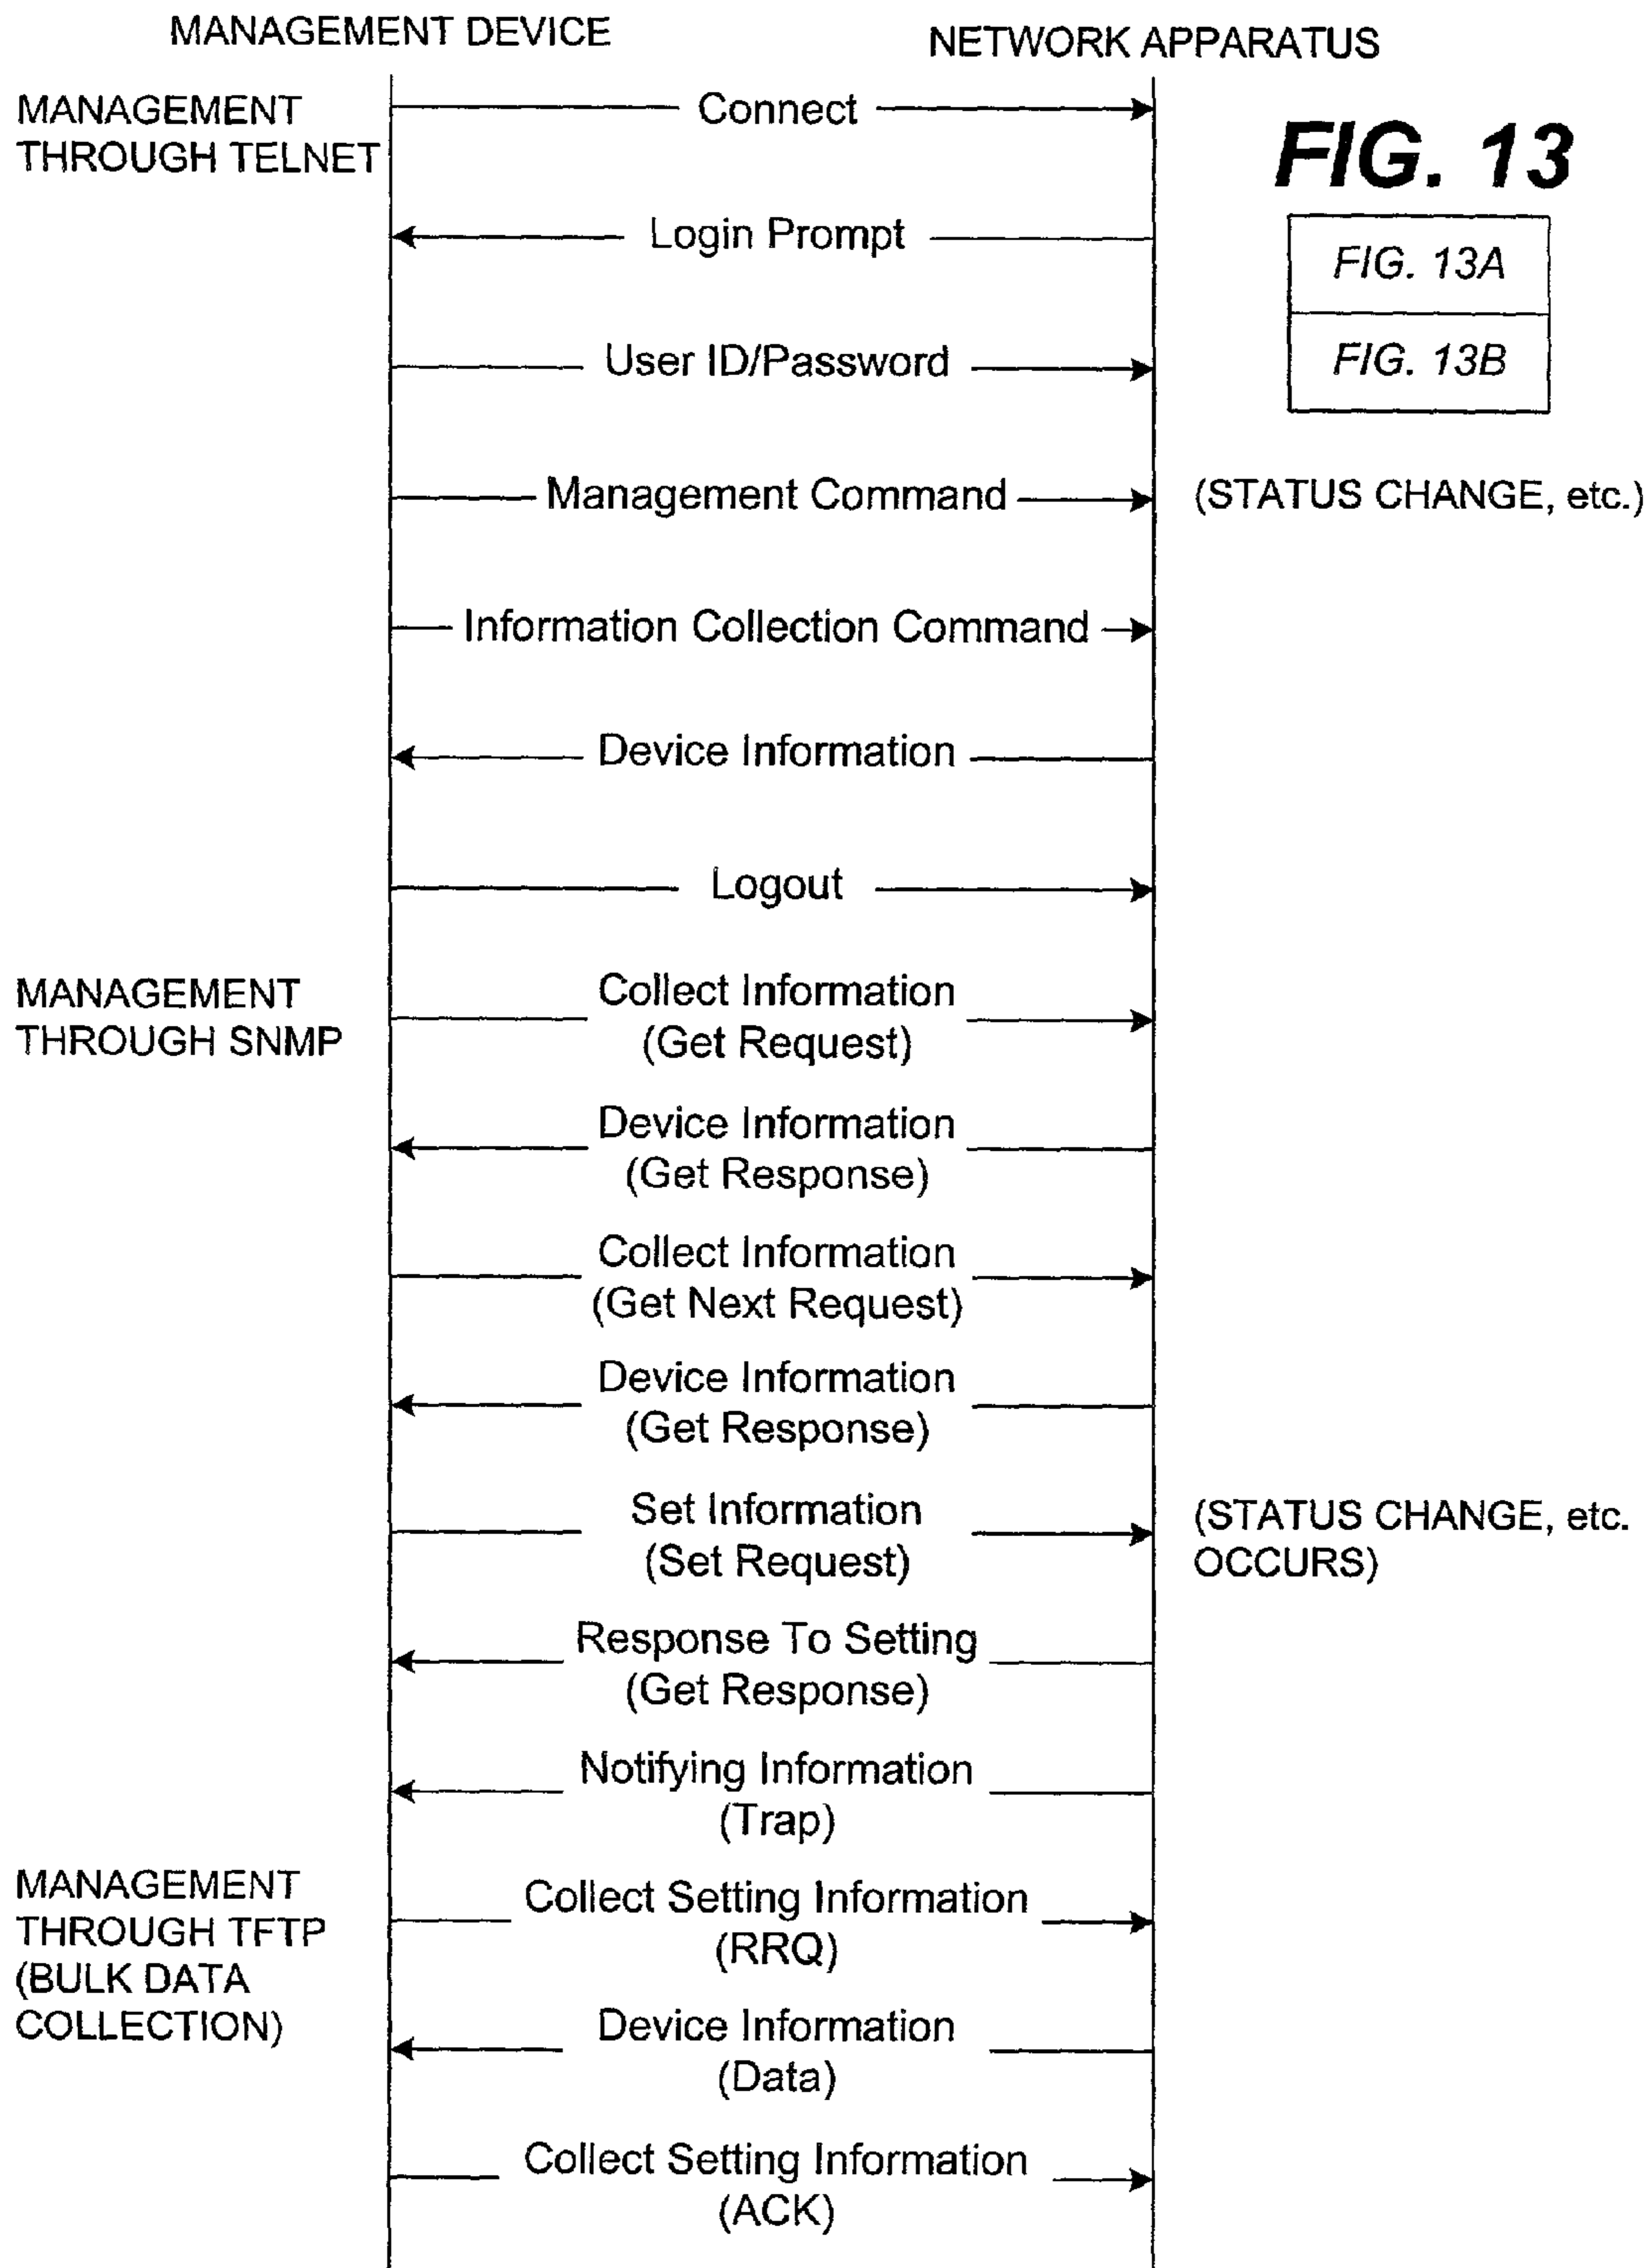 MANAGEMENT DEVICE
NETWORK APPARATUS
MANAGEMENT
THROUGH TELNET
Connect
FIG. 13
FIG. 13A
FIG. 13B
Login Prompt
User ID/Password
Management Command
(STATUS CHANGE, etc.)
Information Collection Command
Device Information
Logout
MANAGEMENT
THROUGH SNMP
Collect Information
(Get Request)
Device Information
(Get Response)
Collect Information
(Get Next Request)
Device Information
(Get Response)
Set Information
(Set Request)
(STATUS CHANGE, etc.
OCCURS)
Response To Setting
(Get Response)
Notifying Information
(Trap)
MANAGEMENT
THROUGH TFTP
(BULK DATA
COLLECTION)
Collect Setting Information
(RRQ)
Device Information
(Data)
Collect Setting Information
(ACK)